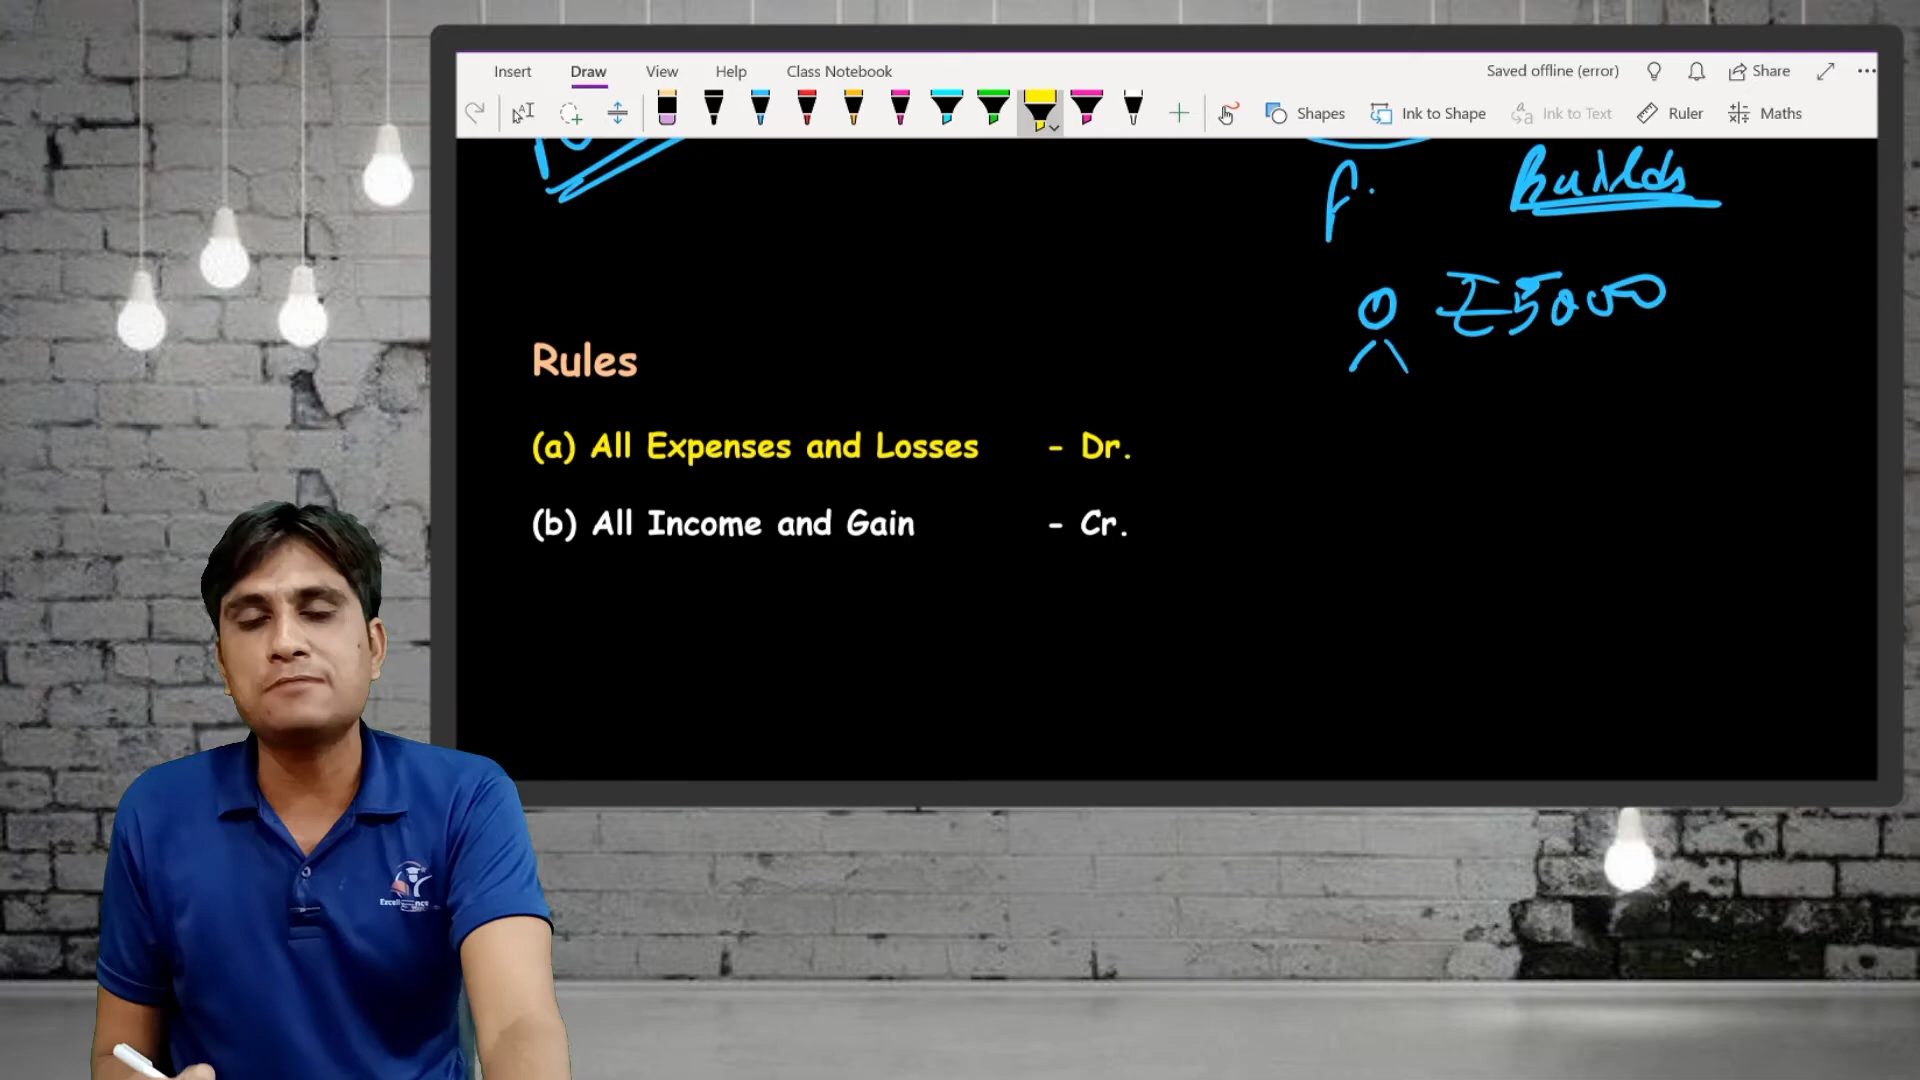 Insert Draw View Help Class Notebook Saved offline (error) Share
Shapes Ink to Shape Ink to Text Ruler Maths
f.
₹5000
Rules
(a) All Expenses and Losses - Dr.
(b) All Income and Gain - Cr.